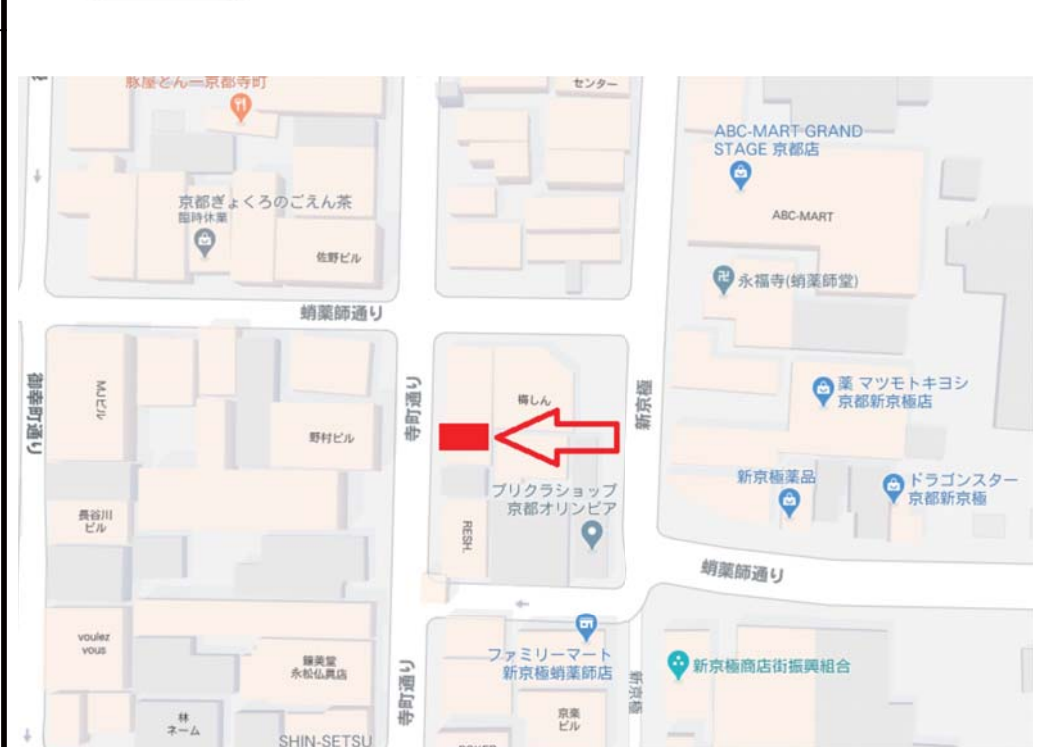 豚屋とん一京都寺町
センター
ABC-MART GRAND
STAGE 京都店
ABC-MART
京都ぎょくろのごえん茶
臨時休業
佐野ビル
永福寺(蛸薬師堂)
蛸薬師通り
御幸町通り
MJビル
野村ビル
寺町通り
梅しん
新京極
薬 マツモトキヨシ
京都新京極店
新京極薬品
ドラゴンスター
京都新京極
プリクラショップ
京都オリンピア
長谷川
ビル
RESH.
蛸薬師通り
voulez
vous
鐘美堂
永松仏具店
寺町通り
ファミリーマート
新京極蛸薬師店
新京極
新京極商店街振興組合
林
ネーム
京楽
ビル
SHIN-SETSU